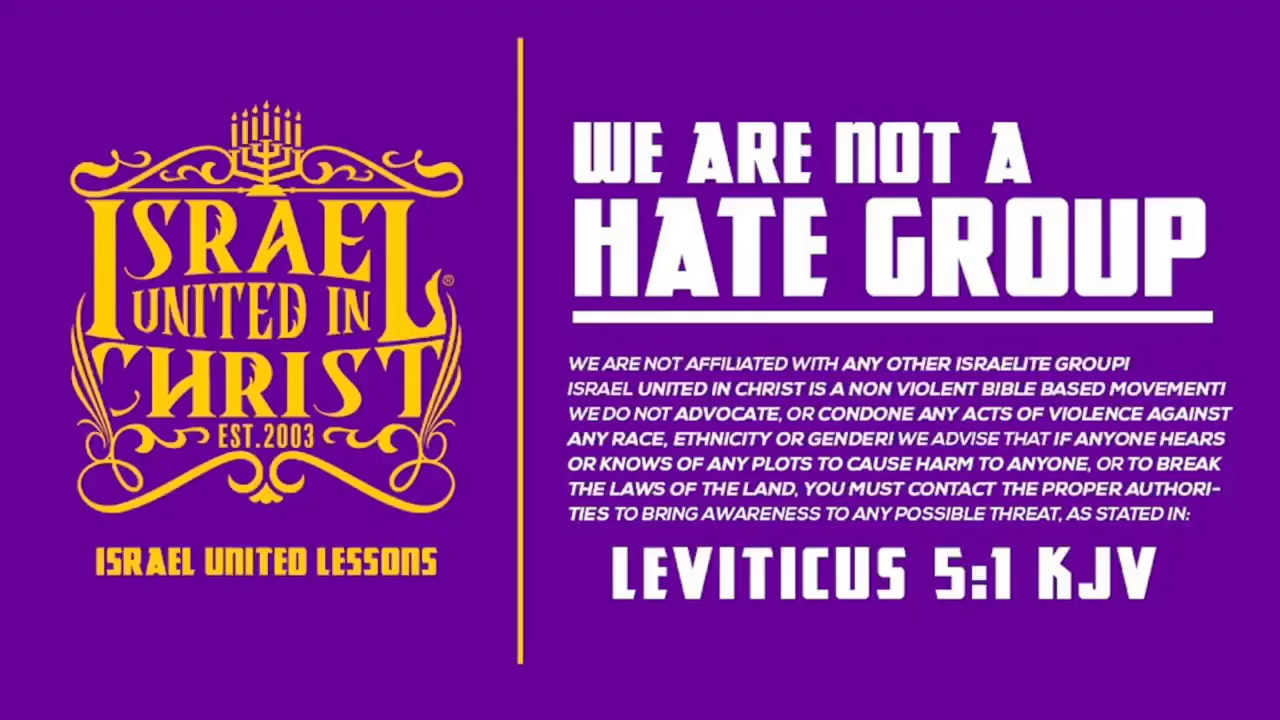 ISRAEL
UNITED IN
CHRIST
EST. 2003
®
ISRAEL UNITED LESSONS
WE ARE NOT A
HATE GROUP
WE ARE NOT AFFILIATED WITH ANY OTHER ISRAELITE GROUP!
ISRAEL UNITED IN CHRIST IS A NON VIOLENT BIBLE BASED MOVEMENT!
WE DO NOT ADVOCATE, OR CONDONE ANY ACTS OF VIOLENCE AGAINST
ANY RACE, ETHNICITY OR GENDER! WE ADVISE THAT IF ANYONE HEARS
OR KNOWS OF ANY PLOTS TO CAUSE HARM TO ANYONE, OR TO BREAK
THE LAWS OF THE LAND, YOU MUST CONTACT THE PROPER AUTHORI-
TIES TO BRING AWARENESS TO ANY POSSIBLE THREAT, AS STATED IN:
LEVITICUS 5:1 KJV